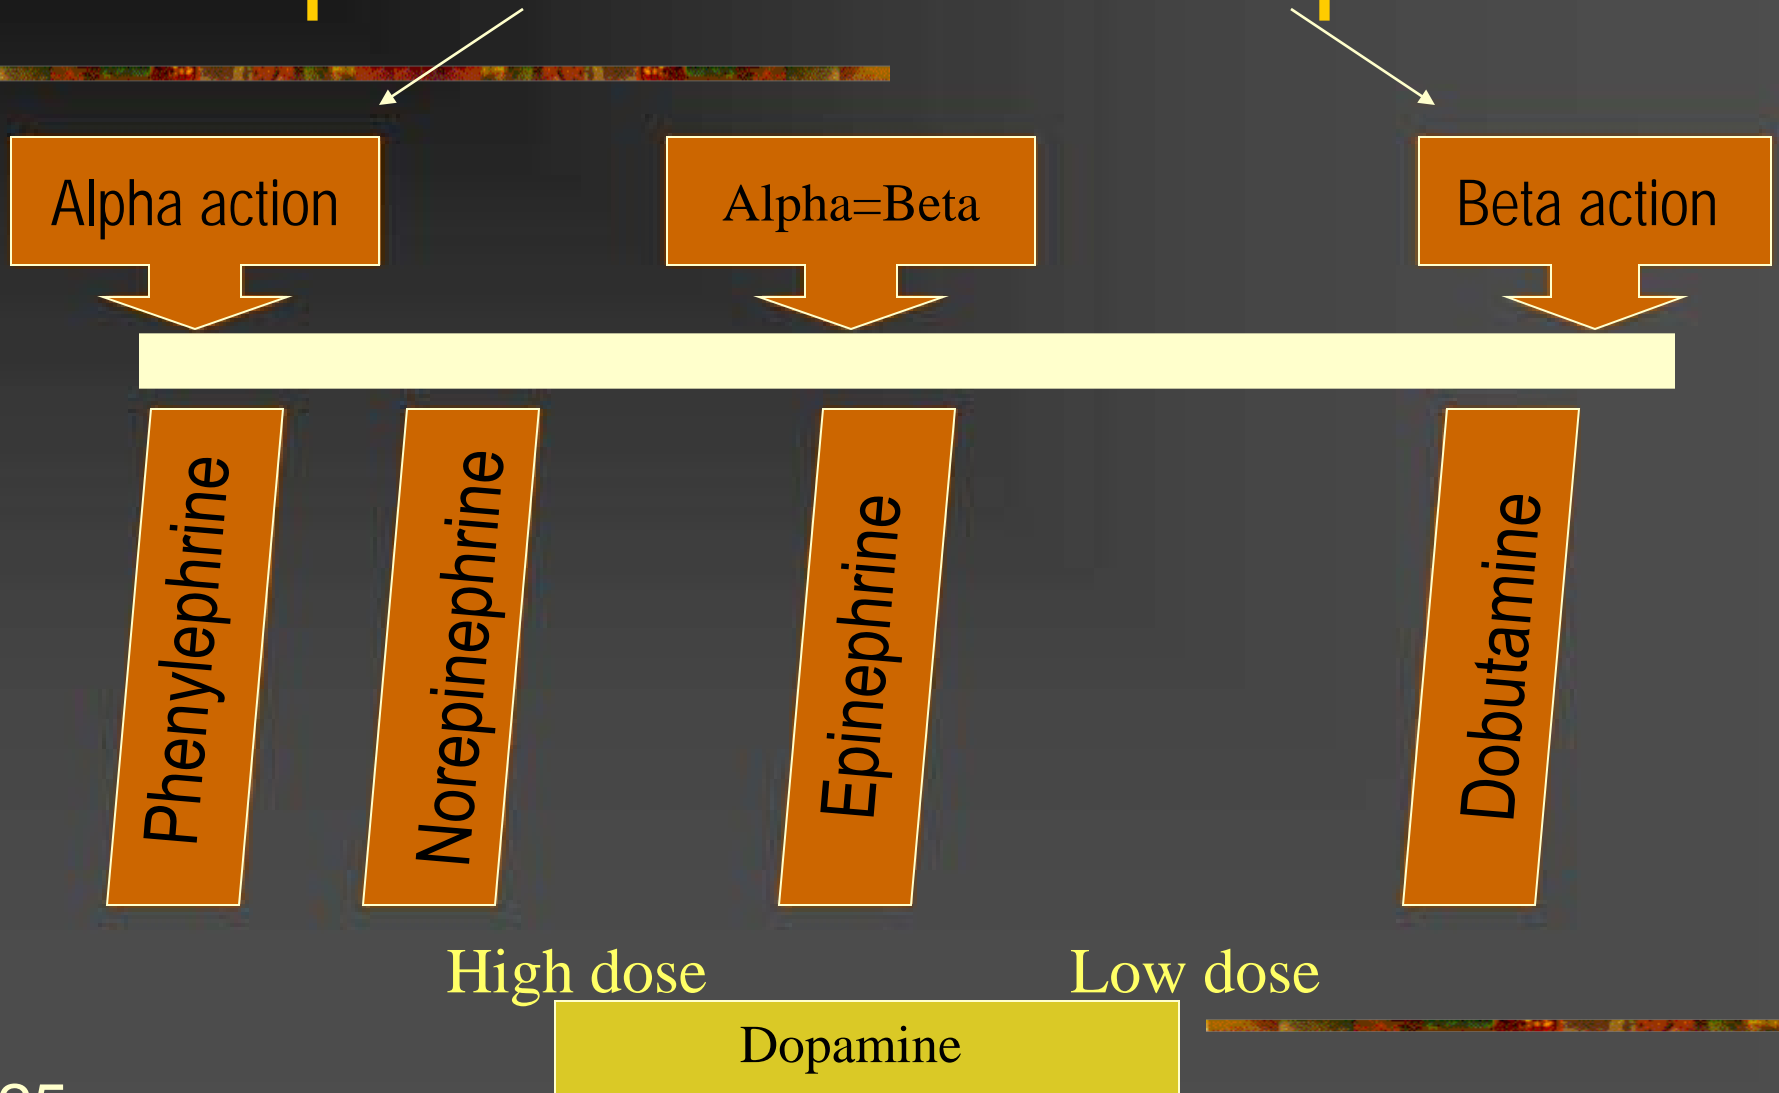 Alpha action
Alpha=Beta
Beta action
Phenylephrine
Norepinephrine
Epinephrine
Dobutamine
High dose
Low dose
Dopamine